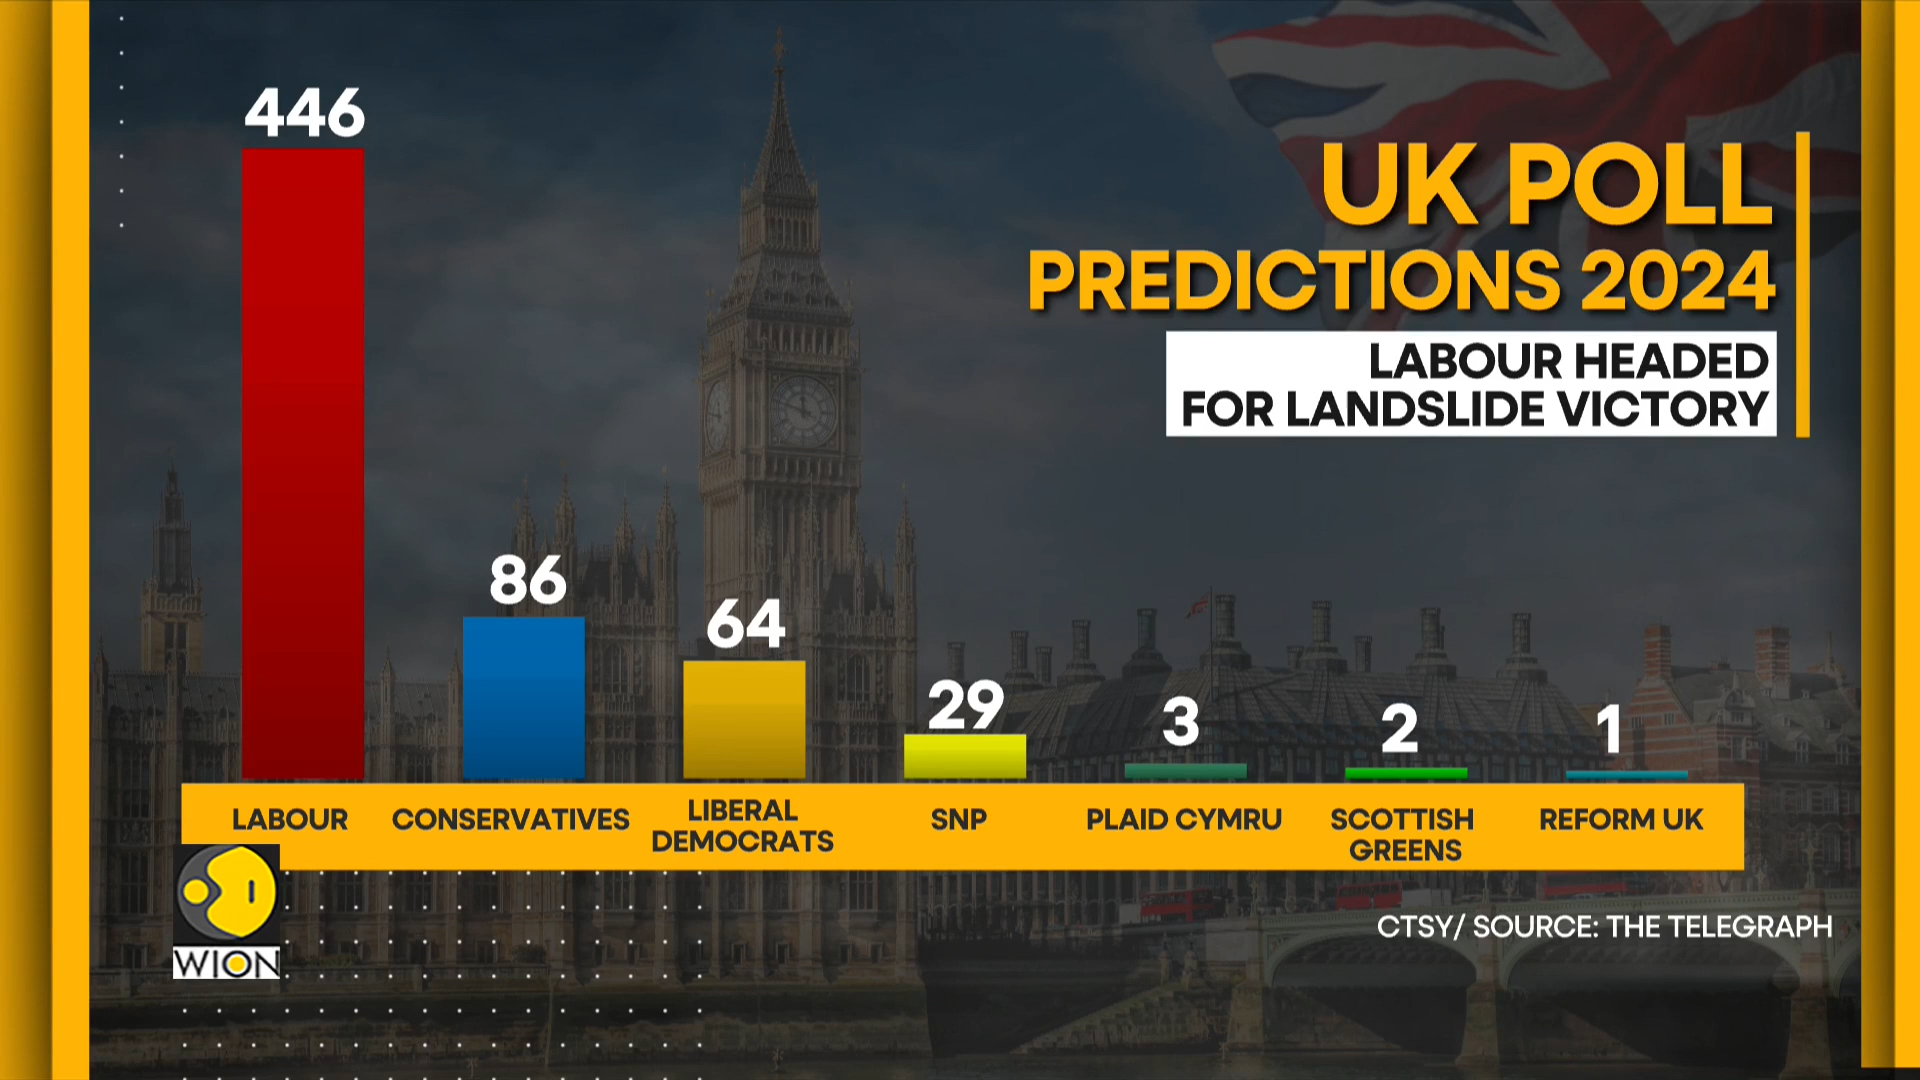 UK POLL
PREDICTIONS 2024
LABOUR HEADED
FOR LANDSLIDE VICTORY
446
86
64
29
3
2
1
LABOUR
CONSERVATIVES
LIBERAL
DEMOCRATS
SNP
PLAID CYMRU
SCOTTISH
GREENS
REFORM UK
CTSY/ SOURCE: THE TELEGRAPH
WION